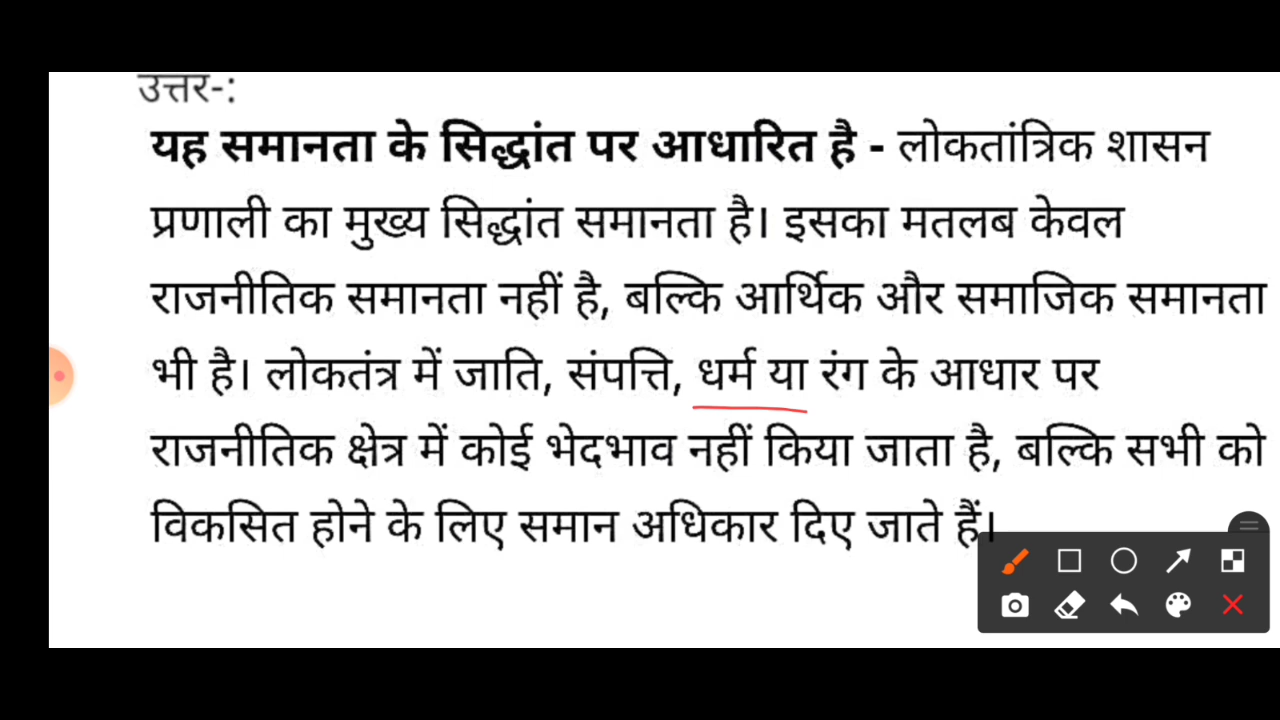 उत्तर-:
यह समानता के सिद्धांत पर आधारित है - लोकतांत्रिक शासन
प्रणाली का मुख्य सिद्धांत समानता है। इसका मतलब केवल
राजनीतिक समानता नहीं है, बल्कि आर्थिक और समाजिक समानता
भी है। लोकतंत्र में जाति, संपत्ति, धर्म या रंग के आधार पर
राजनीतिक क्षेत्र में कोई भेदभाव नहीं किया जाता है, बल्कि सभी को
विकसित होने के लिए समान अधिकार दिए जाते हैं।